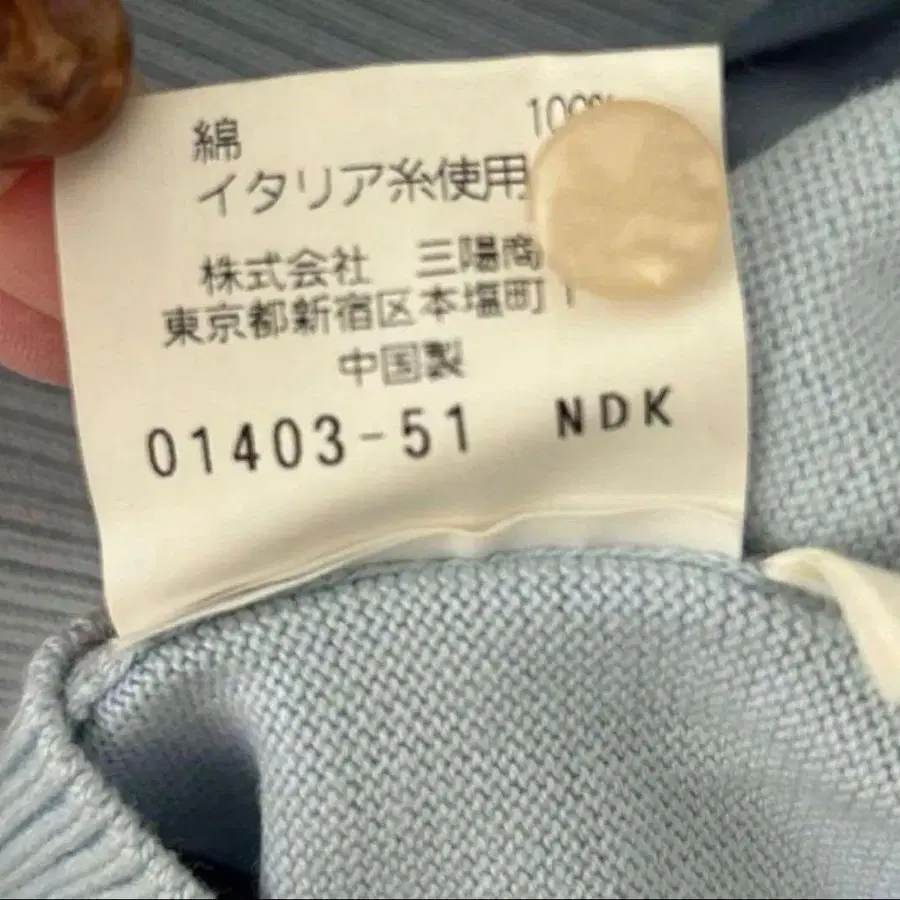 綿 100%
イタリア糸使用
株式会社 三陽商
東京都新宿区本塩町
中国製
01403-51 NDK